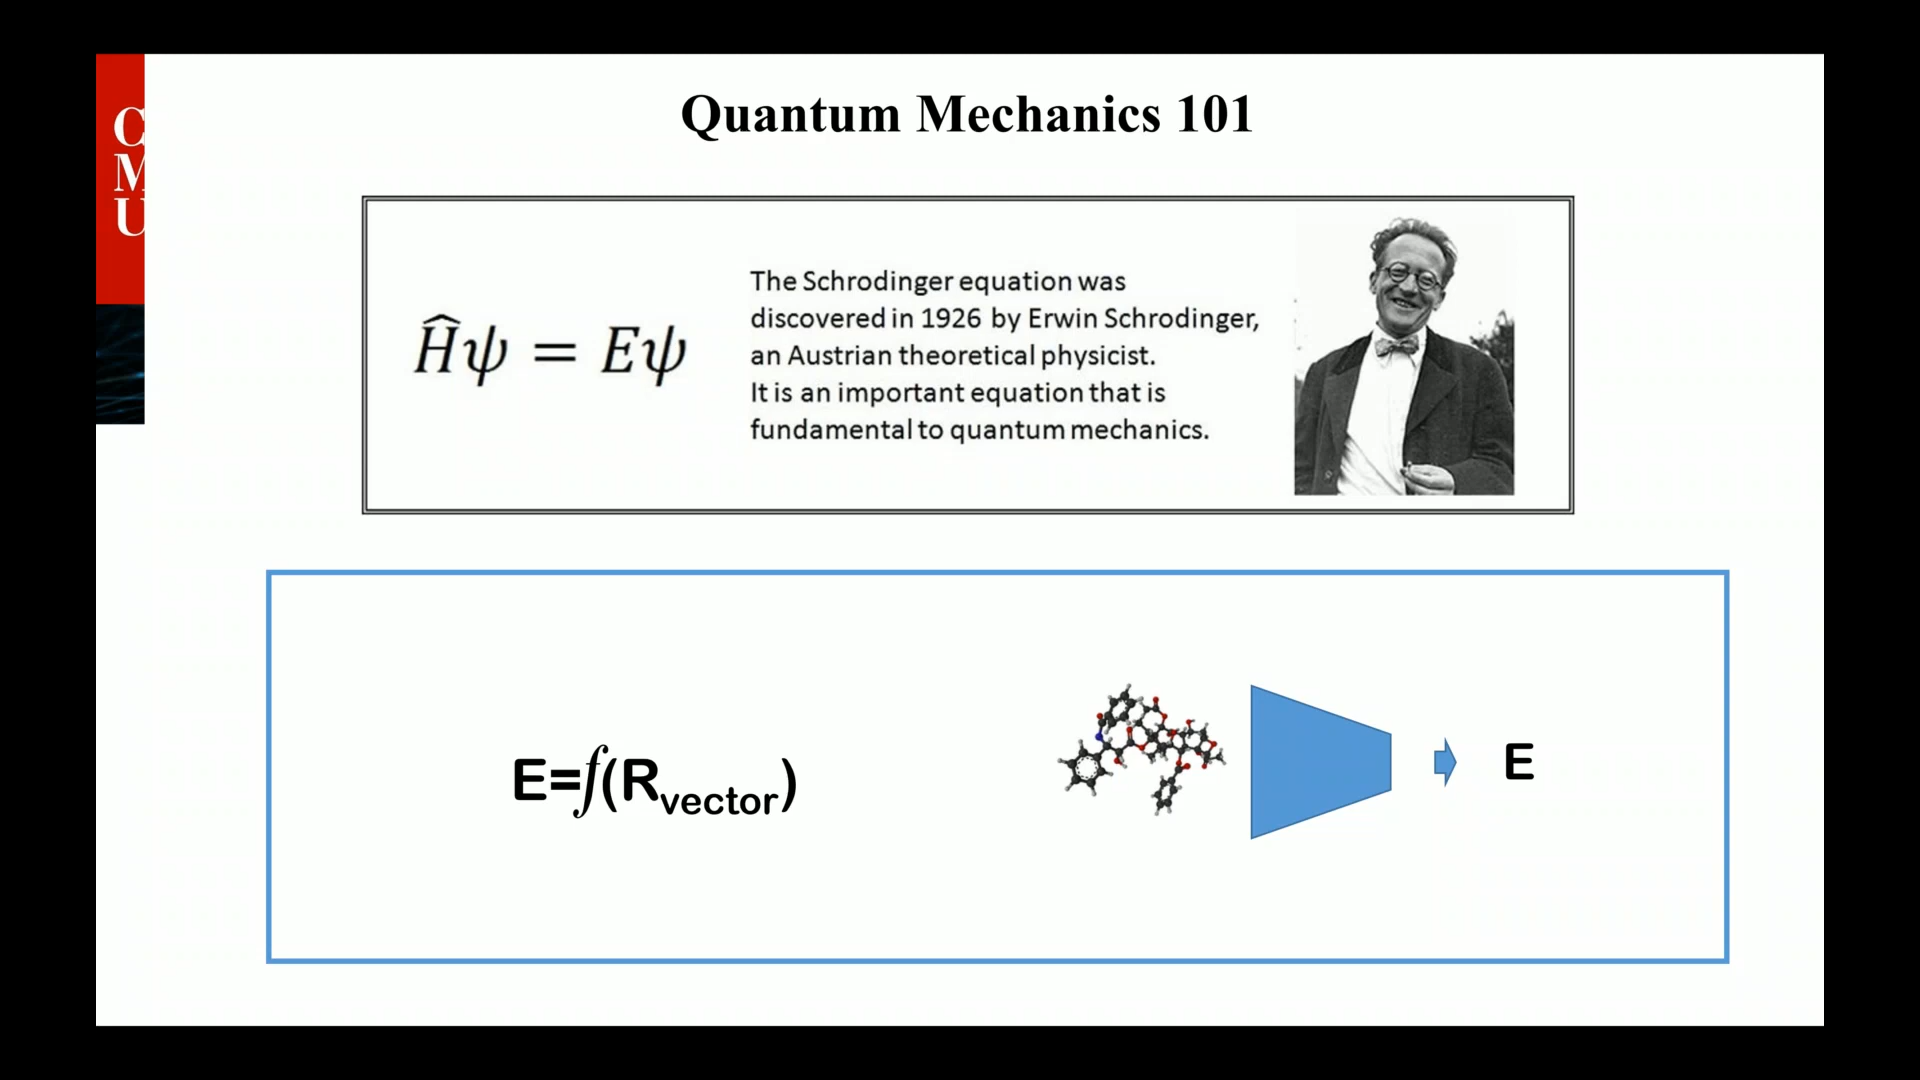 C
M
U
Quantum Mechanics 101
Ĥψ = Eψ
The Schrodinger equation was
discovered in 1926 by Erwin Schrodinger,
an Austrian theoretical physicist.
It is an important equation that is
fundamental to quantum mechanics.
E=f(Rvector)
E